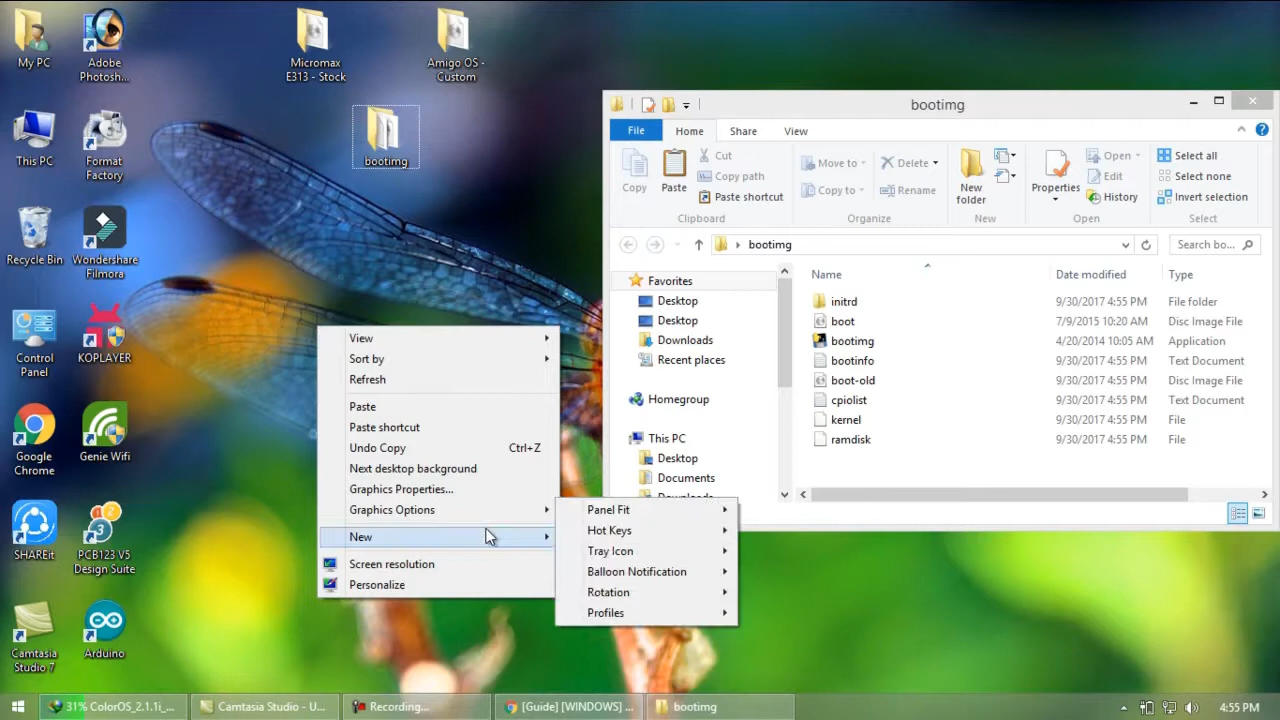 My PC
Adobe
Photosh...
Micromax
E313 - Stock
Amigo OS -
Custom
This PC
Format
Factory
bootimg
Recycle Bin
Wondershare
Filmora
Control
Panel
KOPLAYER
Google
Chrome
Genie Wifi
SHAREit
PCB123 V5
Design Suite
Camtasia
Studio 7
Arduino
bootimg
File
Home
Share
View
Copy
Paste
Cut
Copy path
Paste shortcut
Clipboard
Move to
Copy to
Delete
Rename
Organize
New
folder
New
Properties
Open
Edit
History
Open
Select all
Select none
Invert selection
Select
bootimg
Search bo...
Favorites
Desktop
Desktop
Downloads
Recent places
Homegroup
This PC
Desktop
Documents
Downloads
Name Date modified Type
initrd 9/30/2017 4:55 PM File folder
boot 7/9/2015 10:20 AM Disc Image File
bootimg 4/20/2014 10:05 AM Application
bootinfo 9/30/2017 4:55 PM Text Document
boot-old 9/30/2017 4:55 PM Disc Image File
cpiolist 9/30/2017 4:55 PM Text Document
kernel 9/30/2017 4:55 PM File
ramdisk 9/30/2017 4:55 PM File
View
Sort by
Refresh
Paste
Paste shortcut
Undo Copy Ctrl+Z
Next desktop background
Graphics Properties...
Graphics Options
New
Screen resolution
Personalize
Panel Fit
Hot Keys
Tray Icon
Balloon Notification
Rotation
Profiles
31% ColorOS_2.1.1i_...
Camtasia Studio - U...
Recording...
[Guide] [WINDOWS] ...
bootimg
4:55 PM